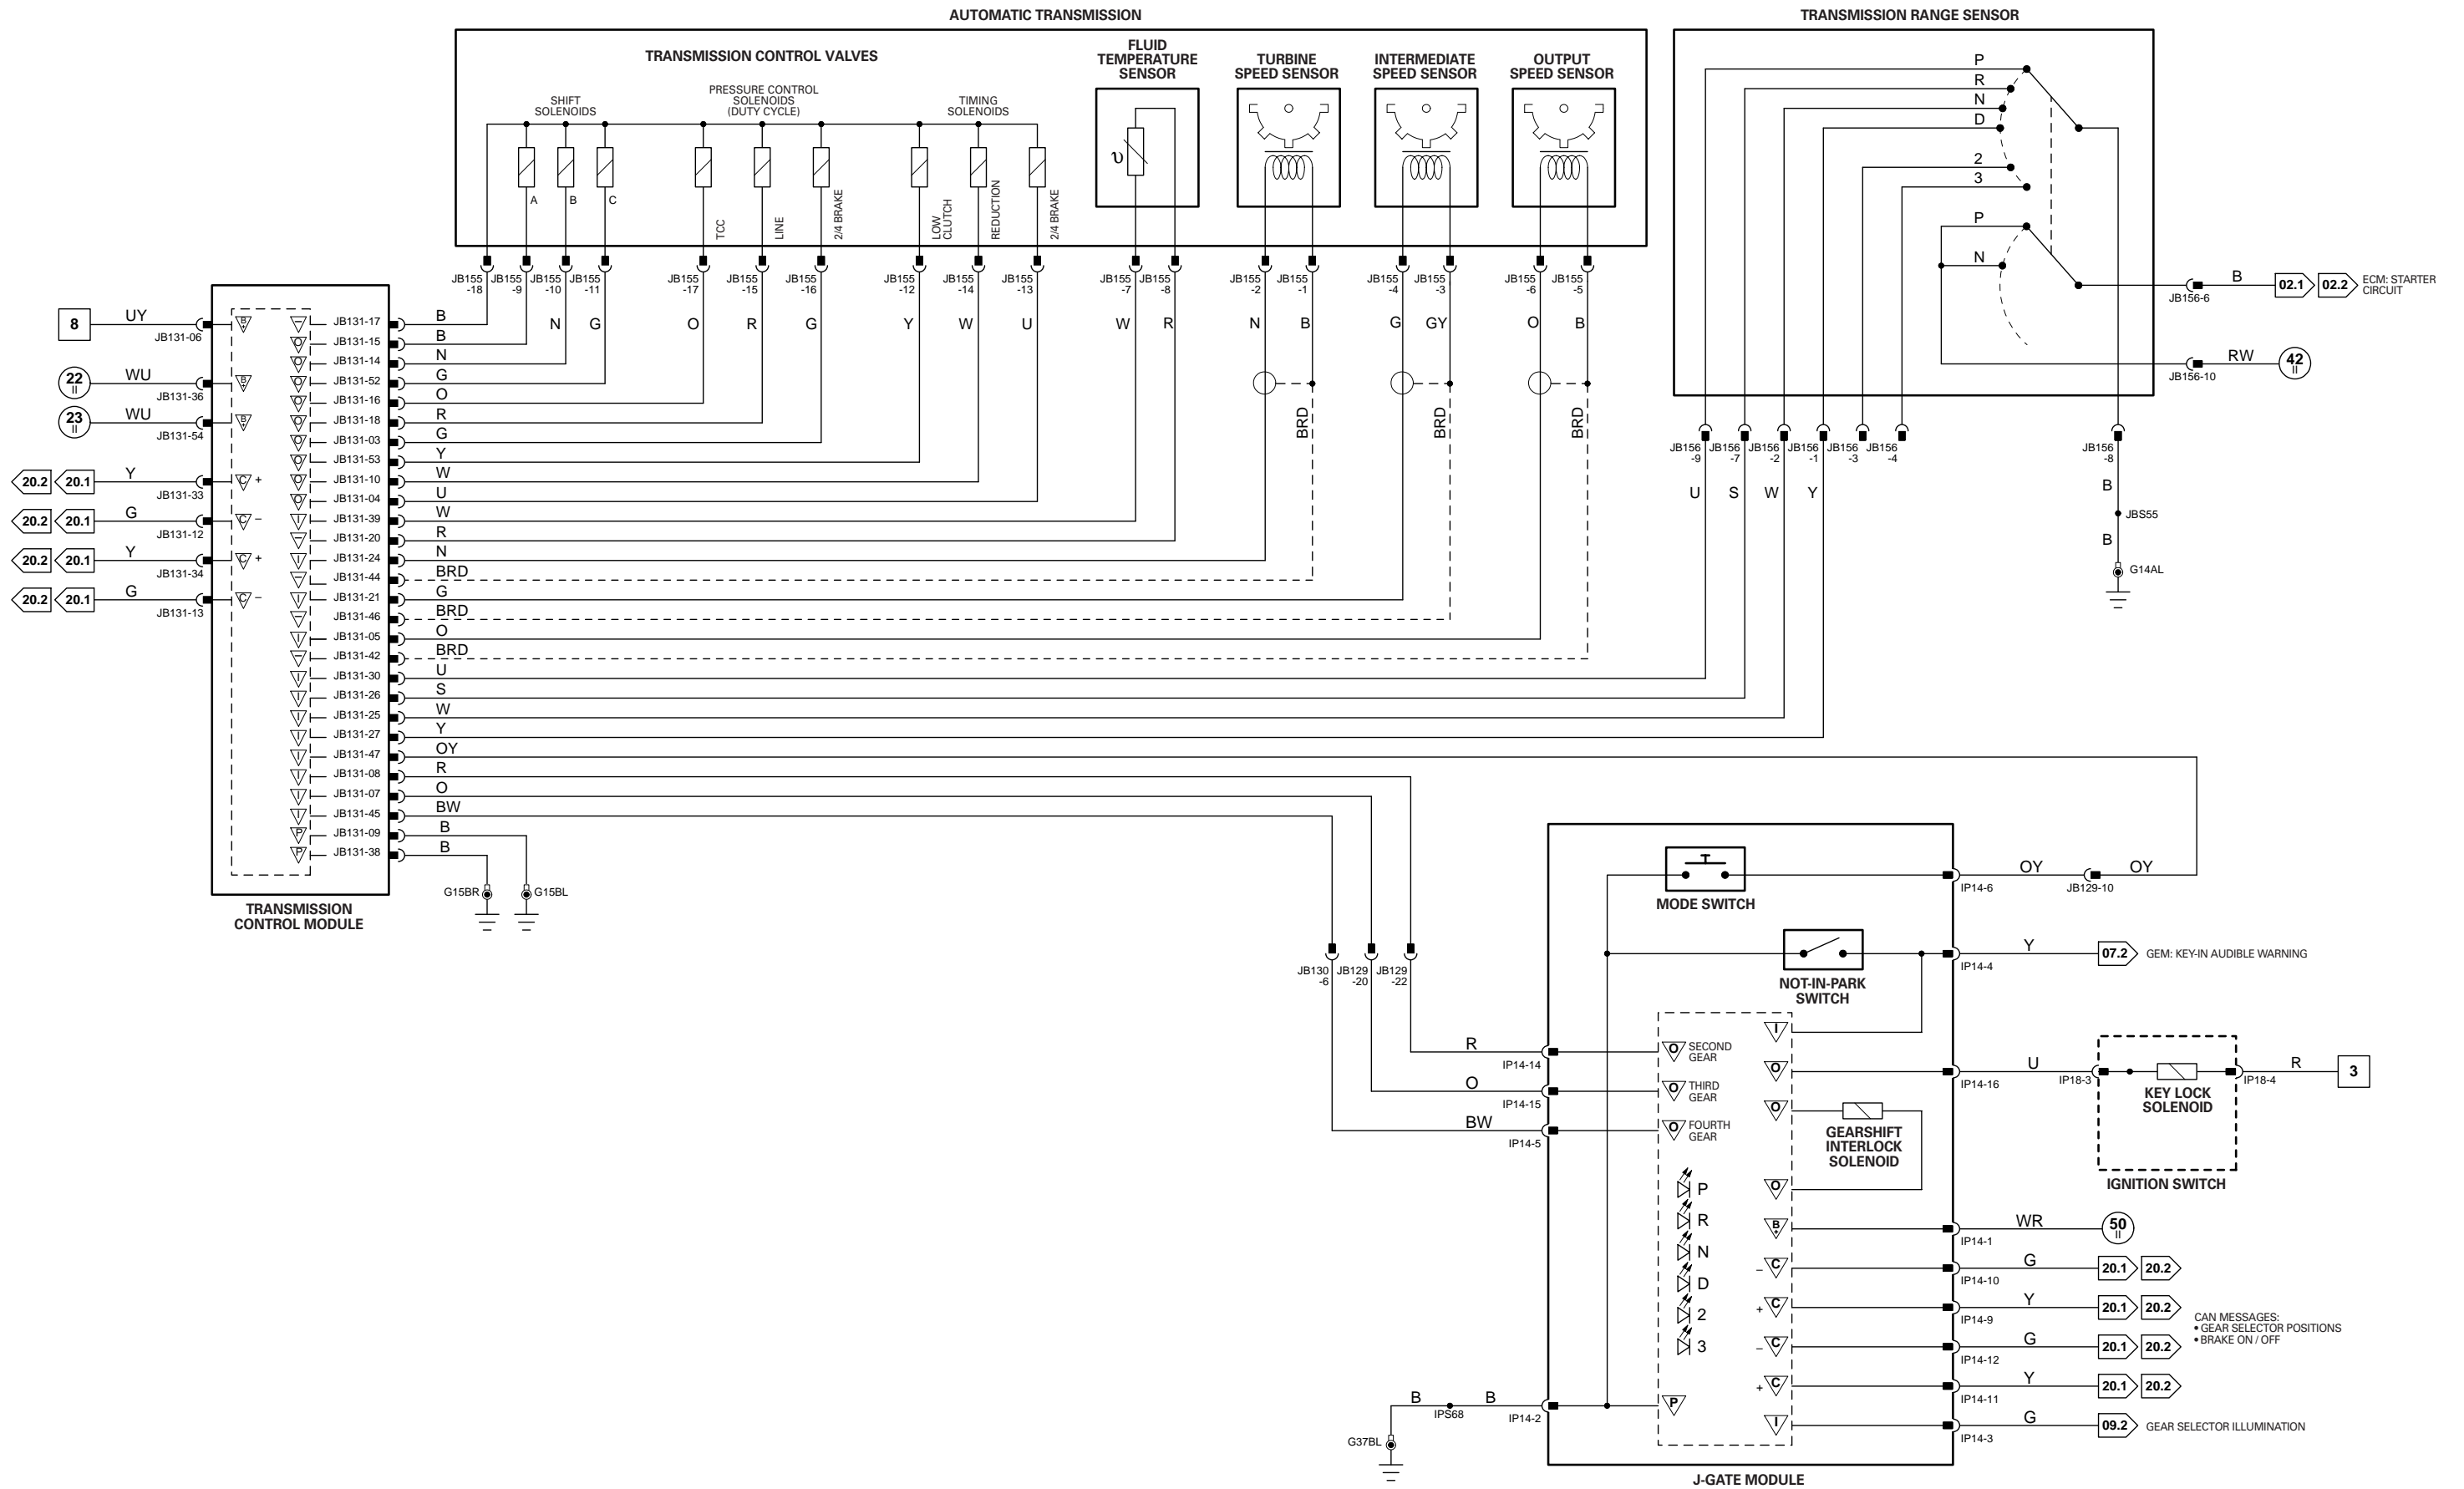 AUTOMATIC TRANSMISSION
TRANSMISSION RANGE SENSOR
TRANSMISSION CONTROL VALVES
FLUID
TEMPERATURE
SENSOR
TURBINE
SPEED SENSOR
INTERMEDIATE
SPEED SENSOR
OUTPUT
SPEED SENSOR
SHIFT
SOLENOIDS
PRESSURE CONTROL
SOLENOIDS
(DUTY CYCLE)
TIMING
SOLENOIDS
A
B
C
TCC
LINE
2/4 BRAKE
LOW
CLUTCH
REDUCTION
2/4 BRAKE
υ
P
R
N
D
2
3
P
N
JB155
-18
JB155
-9
JB155
-10
JB155
-11
JB155
-17
JB155
-15
JB155
-16
JB155
-12
JB155
-14
JB155
-13
JB155
-7
JB155
-8
JB155
-2
JB155
-1
JB155
-4
JB155
-3
JB155
-6
JB155
-5
N G O R G Y W U W R N B G GY O B
BRD
BRD
BRD
JB156-6
B
02.1 02.2
ECM: STARTER
CIRCUIT
JB156-10
RW
42
II
JB156
-9
JB156
-7
JB156
-2
JB156
-1
JB156
-3
JB156
-4
JB156
-8
U S W Y
B
JBS55
B
G14AL
8 UY JB131-06 B+
22 II WU JB131-36 B+
23 II WU JB131-54 B+
20.2 20.1 Y JB131-33 C +
20.2 20.1 G JB131-12 C –
20.2 20.1 Y JB131-34 C +
20.2 20.1 G JB131-13 C –
– JB131-17 B
O JB131-15 B
O JB131-14 N
O JB131-52 G
O JB131-16 O
O JB131-18 R
O JB131-03 G
O JB131-53 Y
O JB131-10 W
O JB131-04 U
I JB131-39 W
– JB131-20 R
I JB131-24 N
– JB131-44 BRD
I JB131-21 G
– JB131-46 BRD
I JB131-05 O
– JB131-42 BRD
I JB131-30 U
I JB131-26 S
I JB131-25 W
I JB131-27 Y
I JB131-47 OY
I JB131-08 R
I JB131-07 O
I JB131-45 BW
P JB131-09 B
P JB131-38 B
G15BR
G15BL
TRANSMISSION
CONTROL MODULE
JB130
-6
JB129
-20
JB129
-22
MODE SWITCH
IP14-6
OY
JB129-10
OY
NOT-IN-PARK
SWITCH
IP14-4
Y
07.2
GEM: KEY-IN AUDIBLE WARNING
R
IP14-14
O
SECOND
GEAR
O
IP14-15
O
THIRD
GEAR
BW
IP14-5
O
FOURTH
GEAR
I
O
IP14-16
U
IP18-3
KEY LOCK
SOLENOID
IP18-4
R
3
IGNITION SWITCH
O
GEARSHIFT
INTERLOCK
SOLENOID
O
P
R
N
D
2
3
B+
IP14-1
WR
50
II
– C
IP14-10
G
20.1 20.2
+ C
IP14-9
Y
20.1 20.2
CAN MESSAGES:
• GEAR SELECTOR POSITIONS
• BRAKE ON / OFF
– C
IP14-12
G
20.1 20.2
+ C
IP14-11
Y
20.1 20.2
I
IP14-3
G
09.2
GEAR SELECTOR ILLUMINATION
B
IPS68
B
IP14-2
P
G37BL
J-GATE MODULE